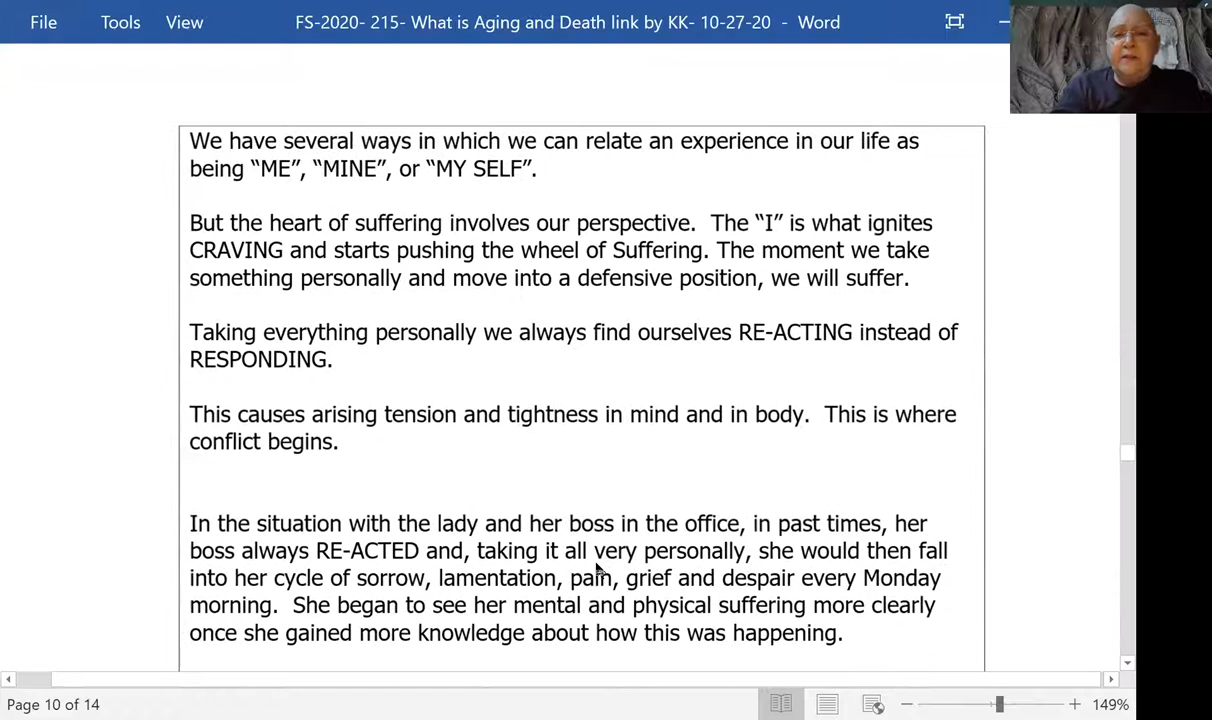 File Tools View FS-2020- 215- What is Aging and Death link by KK- 10-27-20 - Word
We have several ways in which we can relate an experience in our life as
being “ME”, “MINE”, or “MY SELF”.
But the heart of suffering involves our perspective. The “I” is what ignites
CRAVING and starts pushing the wheel of Suffering. The moment we take
something personally and move into a defensive position, we will suffer.
Taking everything personally we always find ourselves RE-ACTING instead of
RESPONDING.
This causes arising tension and tightness in mind and in body. This is where
conflict begins.
In the situation with the lady and her boss in the office, in past times, her
boss always RE-ACTED and, taking it all very personally, she would then fall
into her cycle of sorrow, lamentation, pain, grief and despair every Monday
morning. She began to see her mental and physical suffering more clearly
once she gained more knowledge about how this was happening.
Page 10 of 14 149%